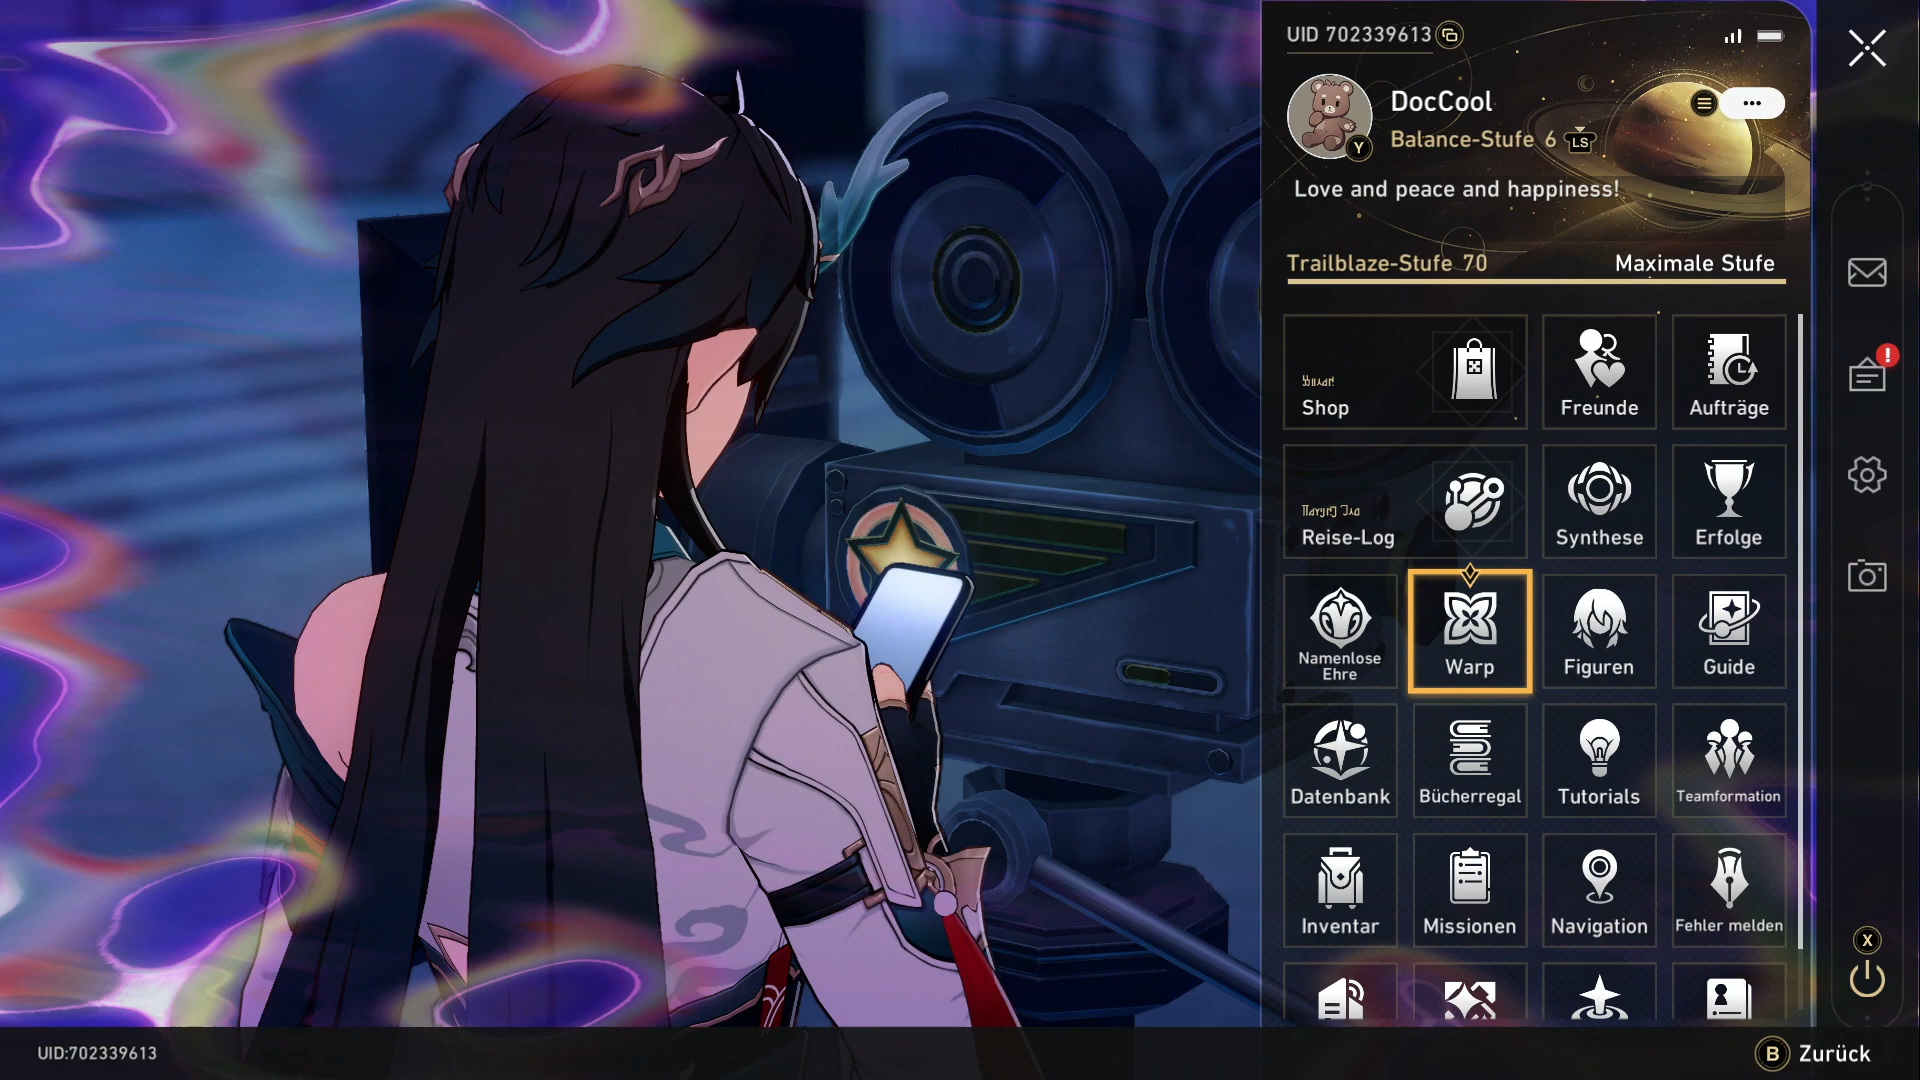 UID 702339613
DocCool
Y
Balance-Stufe 6
LS
Love and peace and happiness!
Trailblaze-Stufe 70
Maximale Stufe
Shop
Freunde
Aufträge
Reise-Log
Synthese
Erfolge
Namenlose
Ehre
Warp
Figuren
Guide
Datenbank
Bücherregal
Tutorials
Teamformation
Inventar
Missionen
Navigation
Fehler melden
X
UID:702339613
B Zurück